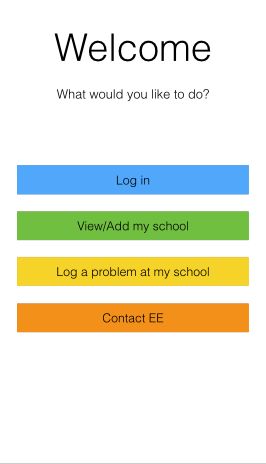 Welcome
What would you like to do?
Log in
View/Add my school
Log a problem at my school
Contact EE